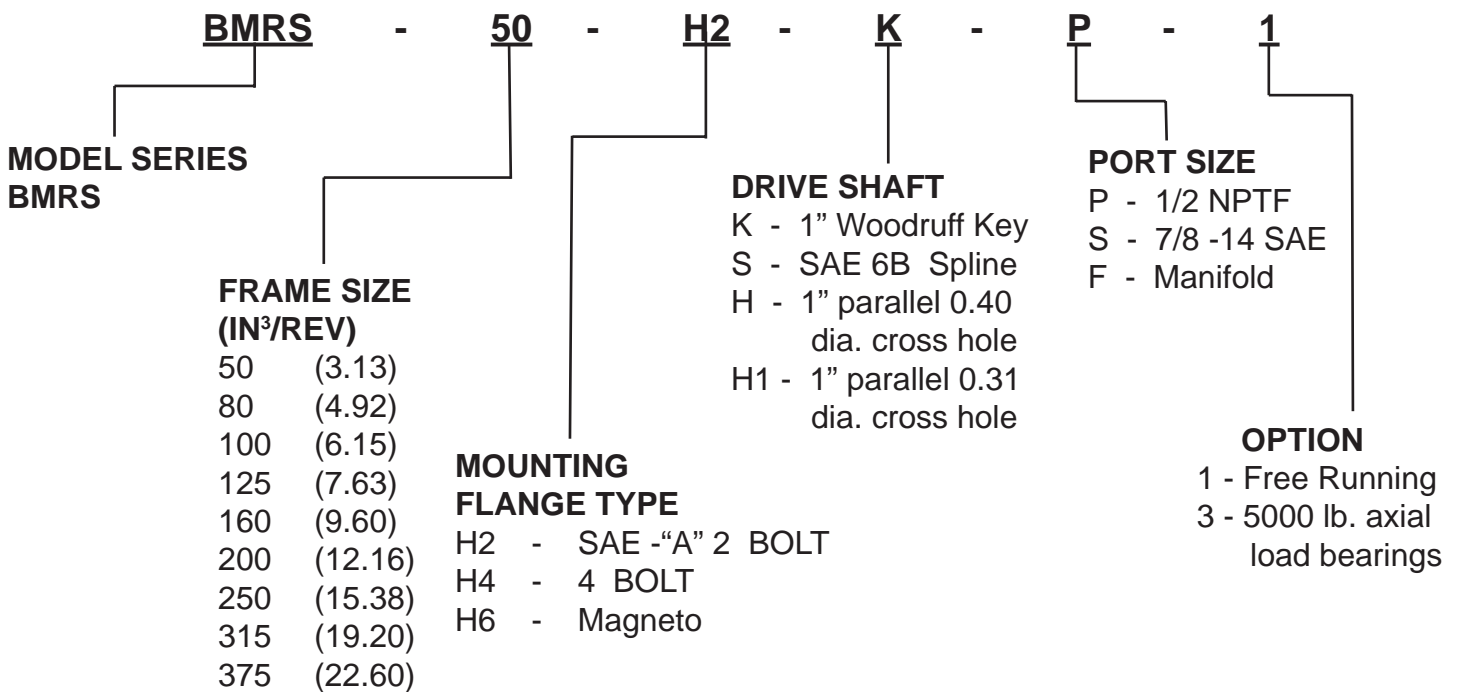 BMRS - 50 - H2 - K - P - 1
MODEL SERIES
BMRS
FRAME SIZE
(IN³/REV)
50 (3.13)
80 (4.92)
100 (6.15)
125 (7.63)
160 (9.60)
200 (12.16)
250 (15.38)
315 (19.20)
375 (22.60)
MOUNTING
FLANGE TYPE
H2 - SAE -“A” 2 BOLT
H4 - 4 BOLT
H6 - Magneto
DRIVE SHAFT
K - 1” Woodruff Key
S - SAE 6B Spline
H - 1” parallel 0.40
dia. cross hole
H1 - 1” parallel 0.31
dia. cross hole
PORT SIZE
P - 1/2 NPTF
S - 7/8 -14 SAE
F - Manifold
OPTION
1 - Free Running
3 - 5000 lb. axial
load bearings